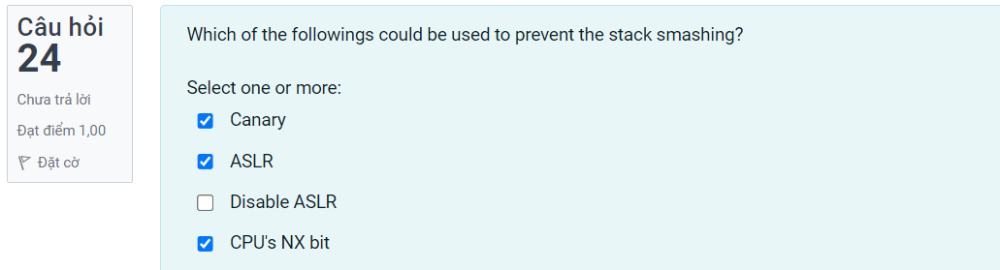 Câu hỏi
24
Chưa trả lời
Đạt điểm 1,00
Đặt cờ
Which of the followings could be used to prevent the stack smashing?
Select one or more:
Canary
ASLR
Disable ASLR
CPU's NX bit